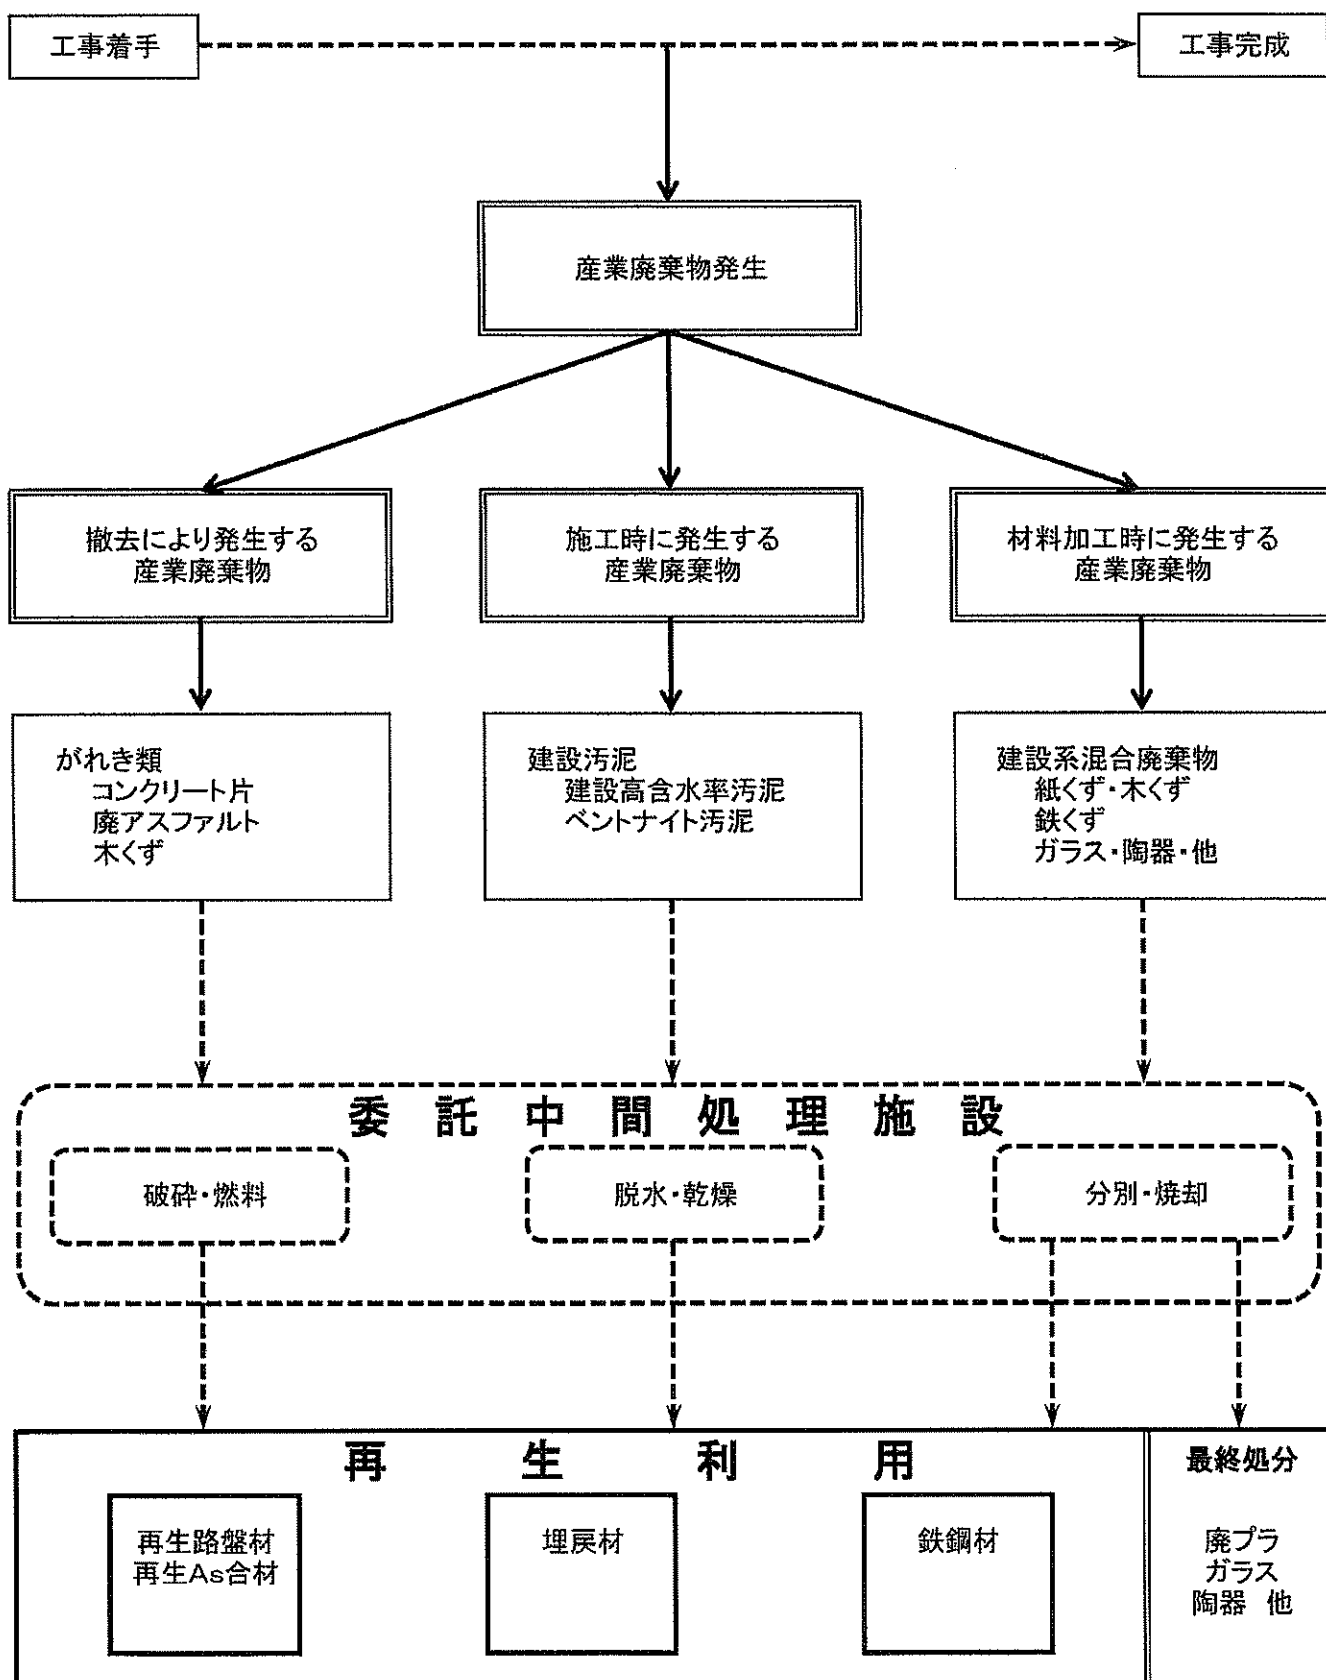 工事着手
工事完成
産業廃棄物発生
撤去により発生する
産業廃棄物
施工時に発生する
産業廃棄物
材料加工時に発生する
産業廃棄物
がれき類
コンクリート片
廃アスファルト
木くず
建設汚泥
建設高含水率汚泥
ベントナイト汚泥
建設系混合廃棄物
紙くず・木くず
鉄くず
ガラス・陶器・他
委託中間処理施設
破砕・燃料
脱水・乾燥
分別・焼却
再生利用
最終処分
再生路盤材
再生As合材
埋戻材
鉄鋼材
廃プラ
ガラス
陶器 他